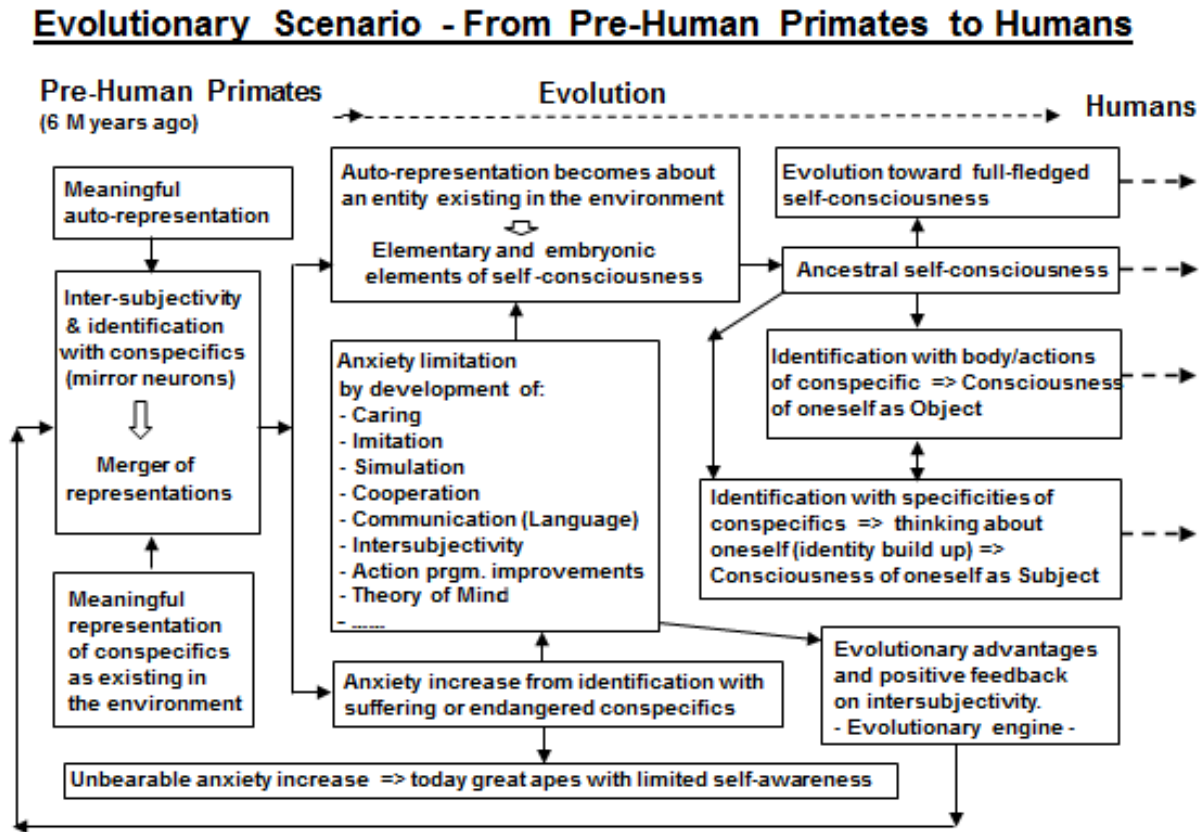 Evolutionary Scenario - From Pre-Human Primates to Humans
Pre-Human Primates
(6 M years ago)
Evolution
Humans
Meaningful
auto-representation
Inter-subjectivity
& identification
with conspecifics
(mirror neurons)
Merger of
representations
Meaningful
representation
of conspecifics
as existing in
the environment
Auto-representation becomes about
an entity existing in the environment
Elementary and embryonic
elements of self-consciousness
Anxiety limitation
by development of:
- Caring
- Imitation
- Simulation
- Cooperation
- Communication (Language)
- Intersubjectivity
- Action prgm. improvements
- Theory of Mind
- ......
Anxiety increase from identification with
suffering or endangered conspecifics
Unbearable anxiety increase => today great apes with limited self-awareness
Evolution toward full-fledged
self-consciousness
Ancestral self-consciousness
Identification with body/actions
of conspecific => Consciousness
of oneself as Object
Identification with specificities of
conspecifics => thinking about
oneself (identity build up) =>
Consciousness of oneself as Subject
Evolutionary advantages
and positive feedback
on intersubjectivity.
- Evolutionary engine -